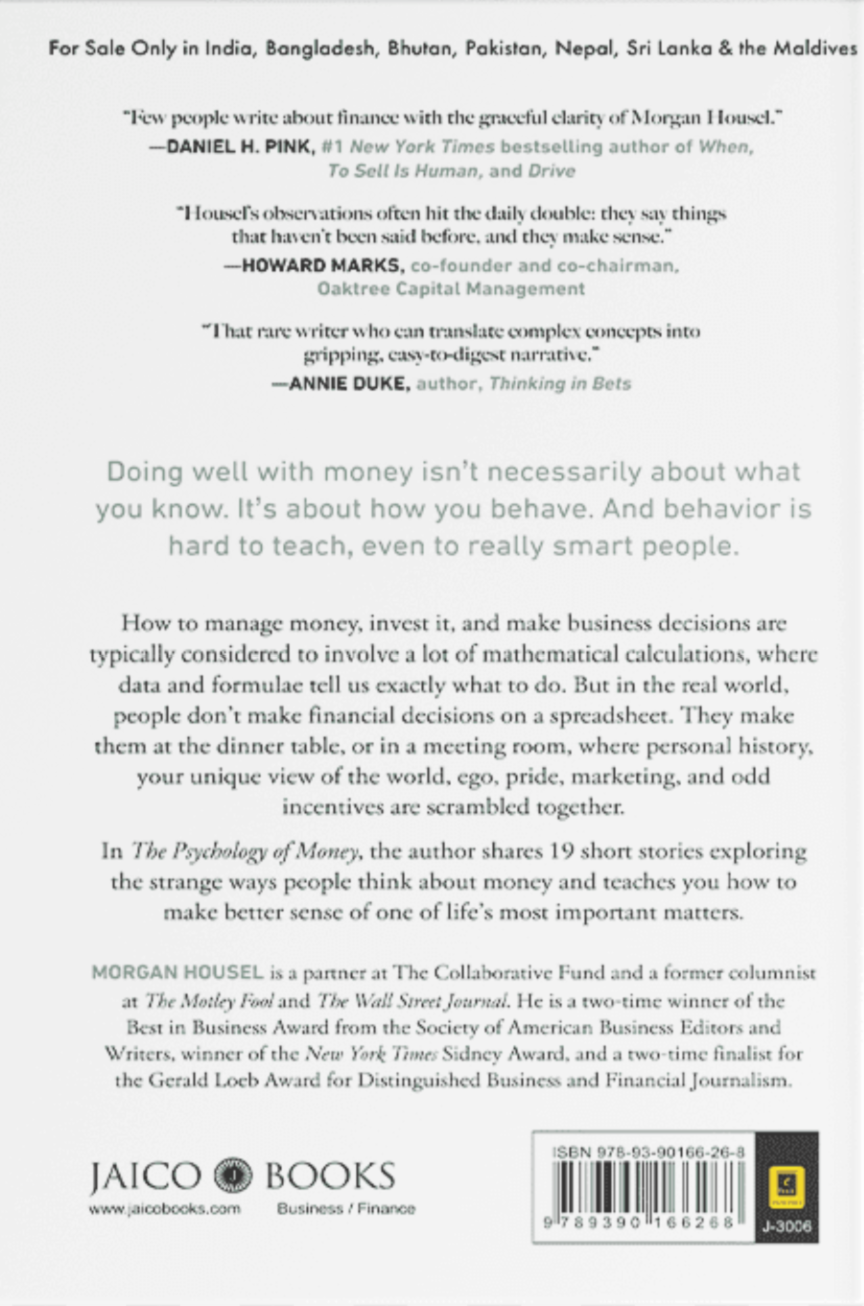 For Sale Only in India, Bangladesh, Bhutan, Pakistan, Nepal, Sri Lanka & the Maldives
"Few people write about finance with the graceful clarity of Morgan Housel."
—DANIEL H. PINK, #1 New York Times bestselling author of When,
To Sell Is Human, and Drive
"Housel's observations often hit the daily double: they say things
that haven't been said before, and they make sense."
—HOWARD MARKS, co-founder and co-chairman,
Oaktree Capital Management
"That rare writer who can translate complex concepts into
gripping, easy-to-digest narrative."
—ANNIE DUKE, author, Thinking in Bets
Doing well with money isn't necessarily about what
you know. It's about how you behave. And behavior is
hard to teach, even to really smart people.
How to manage money, invest it, and make business decisions are
typically considered to involve a lot of mathematical calculations, where
data and formulae tell us exactly what to do. But in the real world,
people don't make financial decisions on a spreadsheet. They make
them at the dinner table, or in a meeting room, where personal history,
your unique view of the world, ego, pride, marketing, and odd
incentives are scrambled together.
In The Psychology of Money, the author shares 19 short stories exploring
the strange ways people think about money and teaches you how to
make better sense of one of life's most important matters.
MORGAN HOUSEL is a partner at The Collaborative Fund and a former columnist
at The Motley Fool and The Wall Street Journal. He is a two-time winner of the
Best in Business Award from the Society of American Business Editors and
Writers, winner of the New York Times Sidney Award, and a two-time finalist for
the Gerald Loeb Award for Distinguished Business and Financial Journalism.
JAICO J BOOKS
www.jaicobooks.com Business / Finance
ISBN 978-93-90166-26-8
9 789390 166268
J-3006